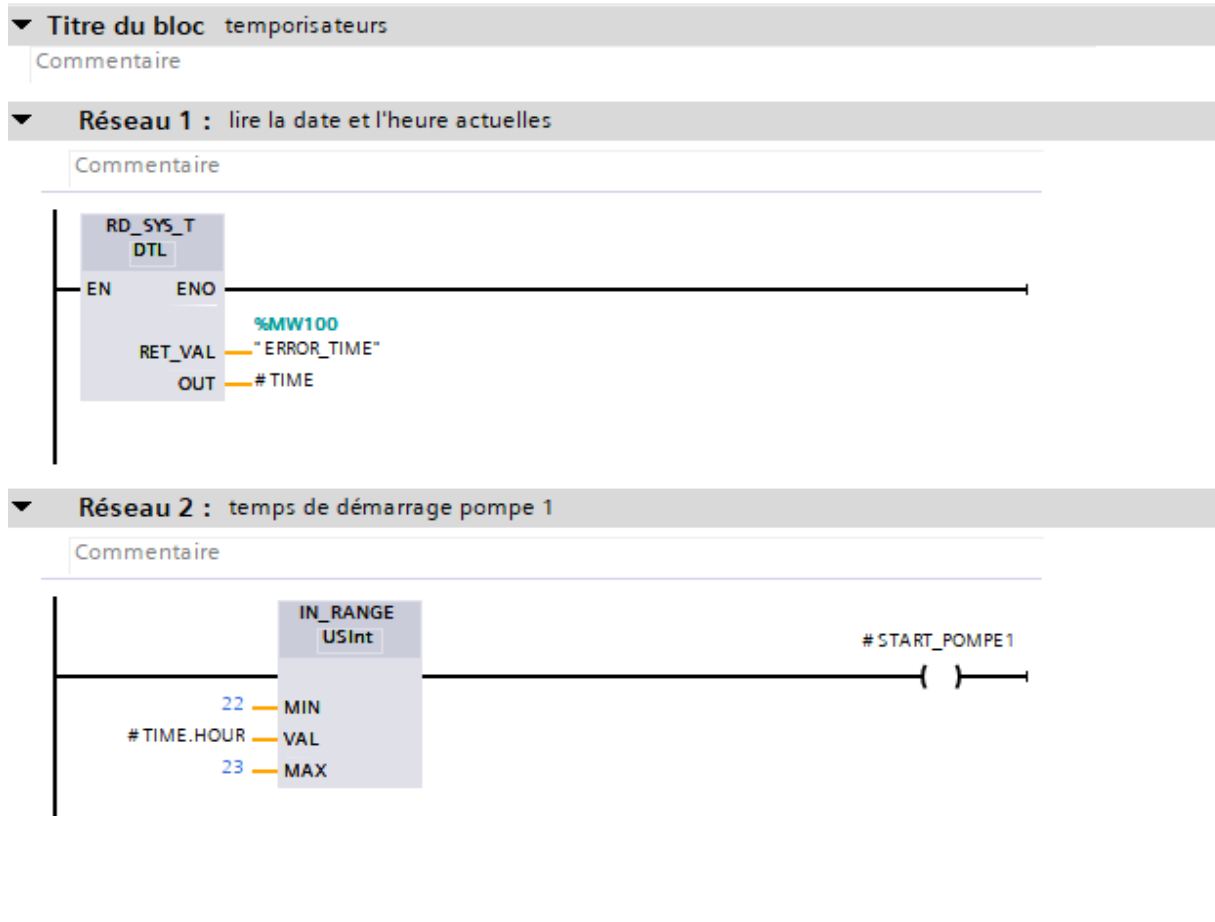 Titre du bloc temporisateurs
Commentaire
Réseau 1 : lire la date et l'heure actuelles
Commentaire
RD_SYS_T
DTL
EN ENO
%MW100
RET_VAL "ERROR_TIME"
OUT #TIME
Réseau 2 : temps de démarrage pompe 1
Commentaire
IN_RANGE
USInt
#START_POMPE1
22 MIN
#TIME.HOUR VAL
23 MAX